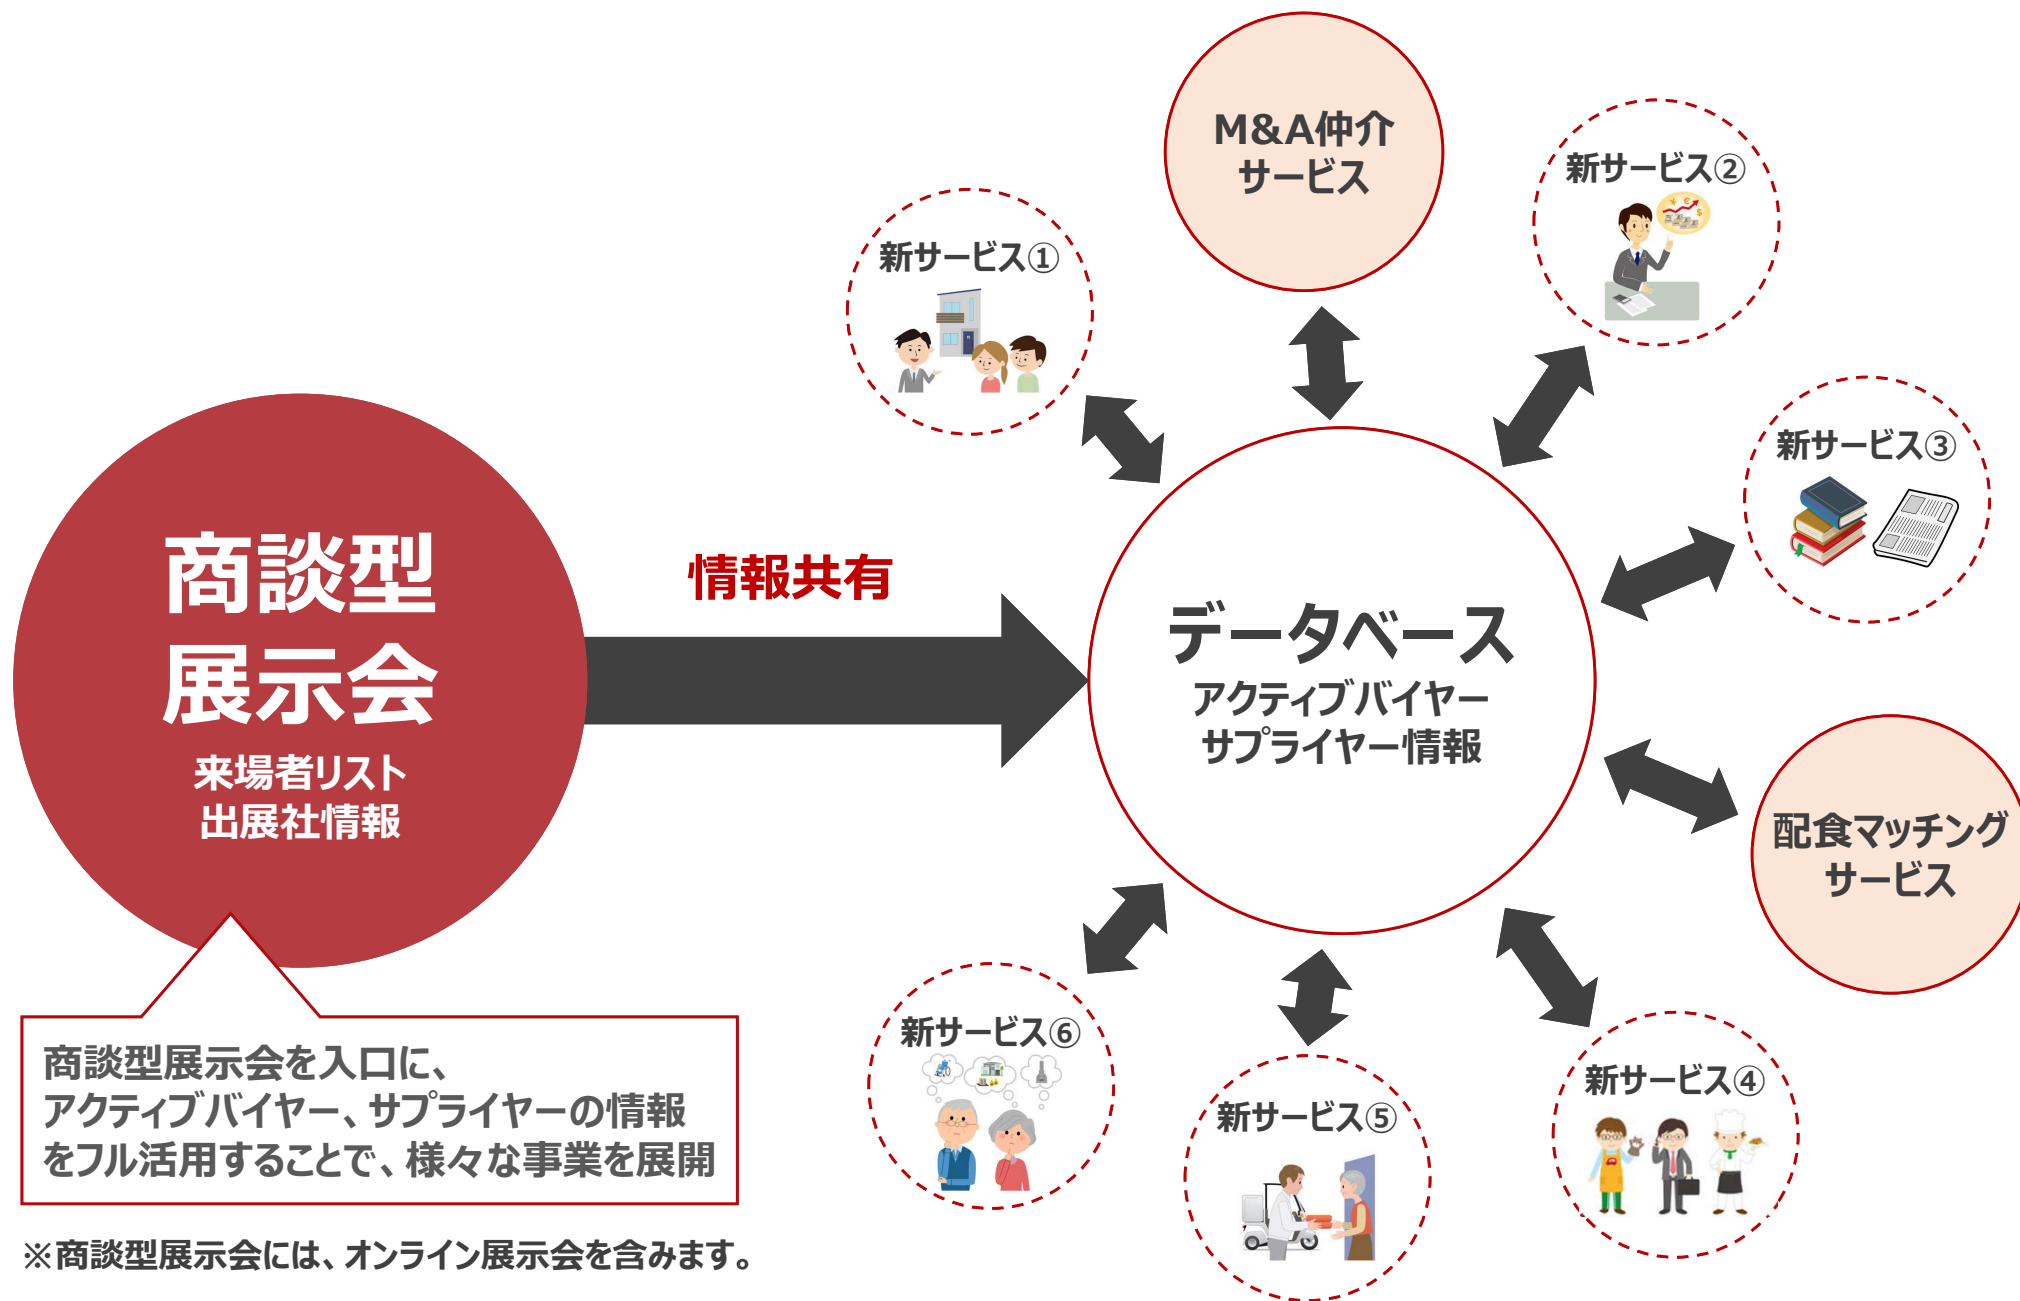 商談型
展示会
来場者リスト
出展社情報
情報共有
データベース
アクティブバイヤー
サプライヤー情報
新サービス①
M&A仲介
サービス
新サービス②
新サービス③
配食マッチング
サービス
新サービス④
新サービス⑤
新サービス⑥
商談型展示会を入口に、
アクティブバイヤー、サプライヤーの情報
をフル活用することで、様々な事業を展開
※商談型展示会には、オンライン展示会を含みます。